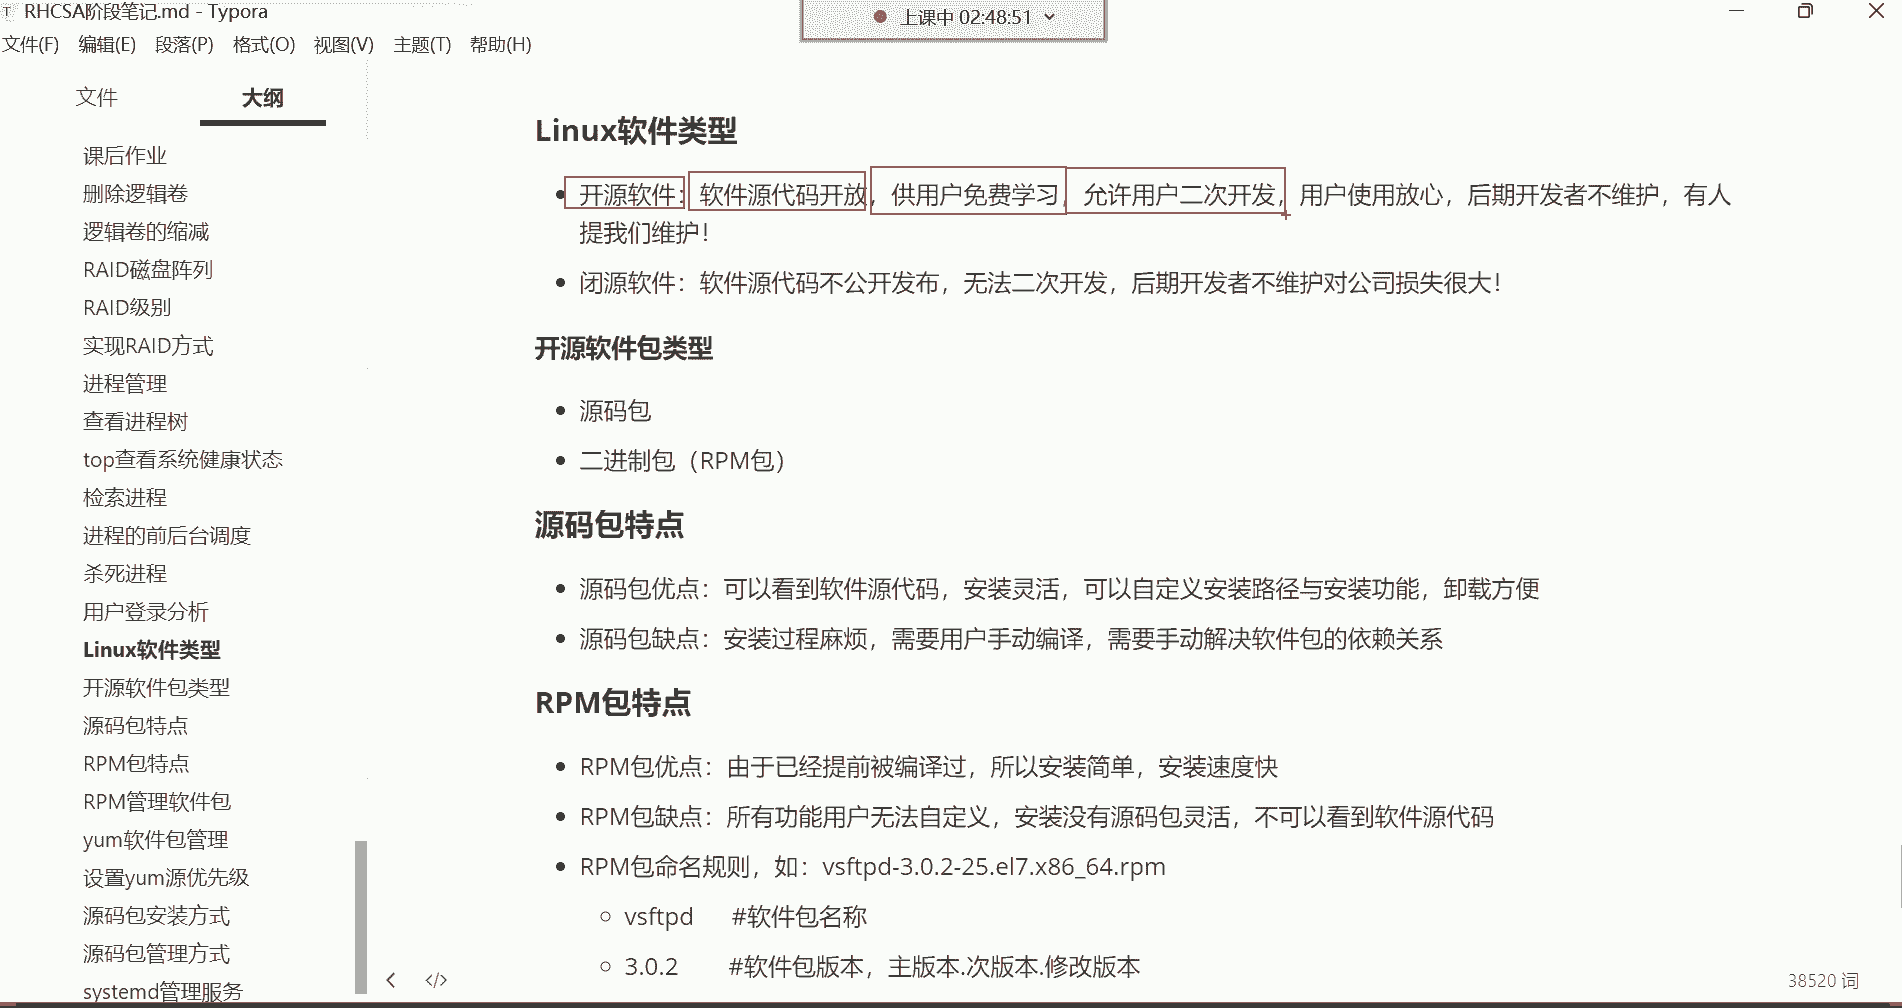 RHCSA阶段笔记.md - Typora
上课中 02:48:51
文件(F) 编辑(E) 段落(P) 格式(O) 视图(V) 主题(T) 帮助(H)
文件 大纲
课后作业
删除逻辑卷
逻辑卷的缩减
RAID磁盘阵列
RAID级别
实现RAID方式
进程管理
查看进程树
top查看系统健康状态
检索进程
进程的前后台调度
杀死进程
用户登录分析
Linux软件类型
开源软件包类型
源码包特点
RPM包特点
RPM管理软件包
yum软件包管理
设置yum源优先级
源码包安装方式
源码包管理方式
systemd管理服务
Linux软件类型
开源软件：软件源代码开放，供用户免费学习，允许用户二次开发，用户使用放心，后期开发者不维护，有人
提我们维护！
闭源软件：软件源代码不公开发布，无法二次开发，后期开发者不维护对公司损失很大！
开源软件包类型
源码包
二进制包（RPM包）
源码包特点
源码包优点：可以看到软件源代码，安装灵活，可以自定义安装路径与安装功能，卸载方便
源码包缺点：安装过程麻烦，需要用户手动编译，需要手动解决软件包的依赖关系
RPM包特点
RPM包优点：由于已经提前被编译过，所以安装简单，安装速度快
RPM包缺点：所有功能用户无法自定义，安装没有源码包灵活，不可以看到软件源代码
RPM包命名规则，如：vsftpd-3.0.2-25.el7.x86_64.rpm
vsftpd #软件包名称
3.0.2 #软件包版本，主版本.次版本.修改版本
38520 词